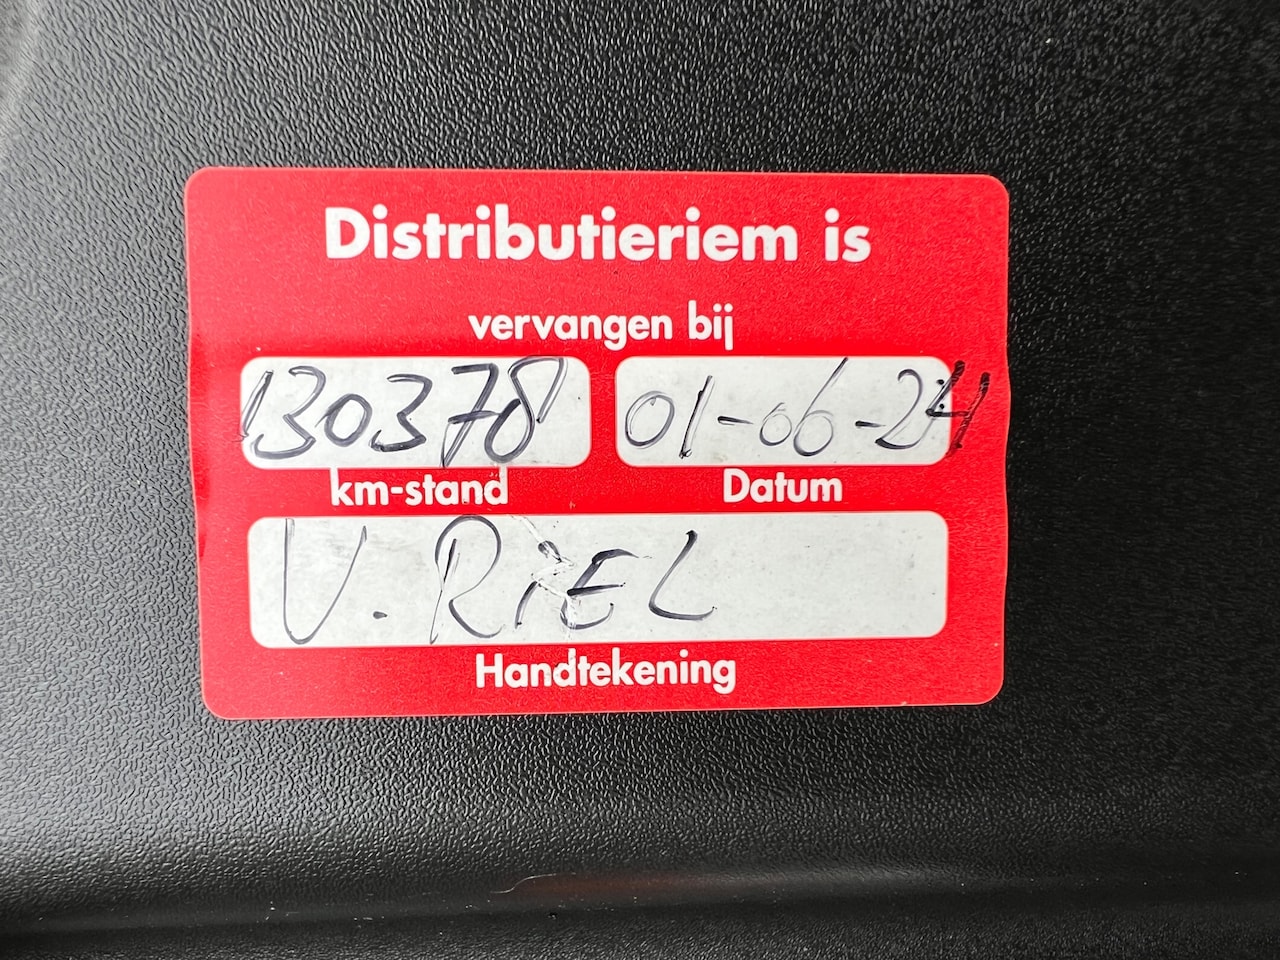 Distributieriem is
vervangen bij
130378 01-06-24
km-stand Datum
V. RiEL
Handtekening